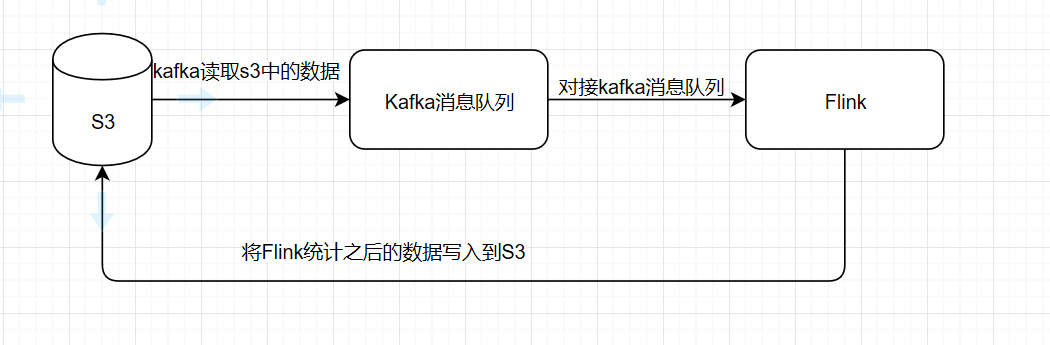 kafka读取s3中的数据
S3
Kafka消息队列
对接kafka消息队列
Flink
将Flink统计之后的数据写入到S3